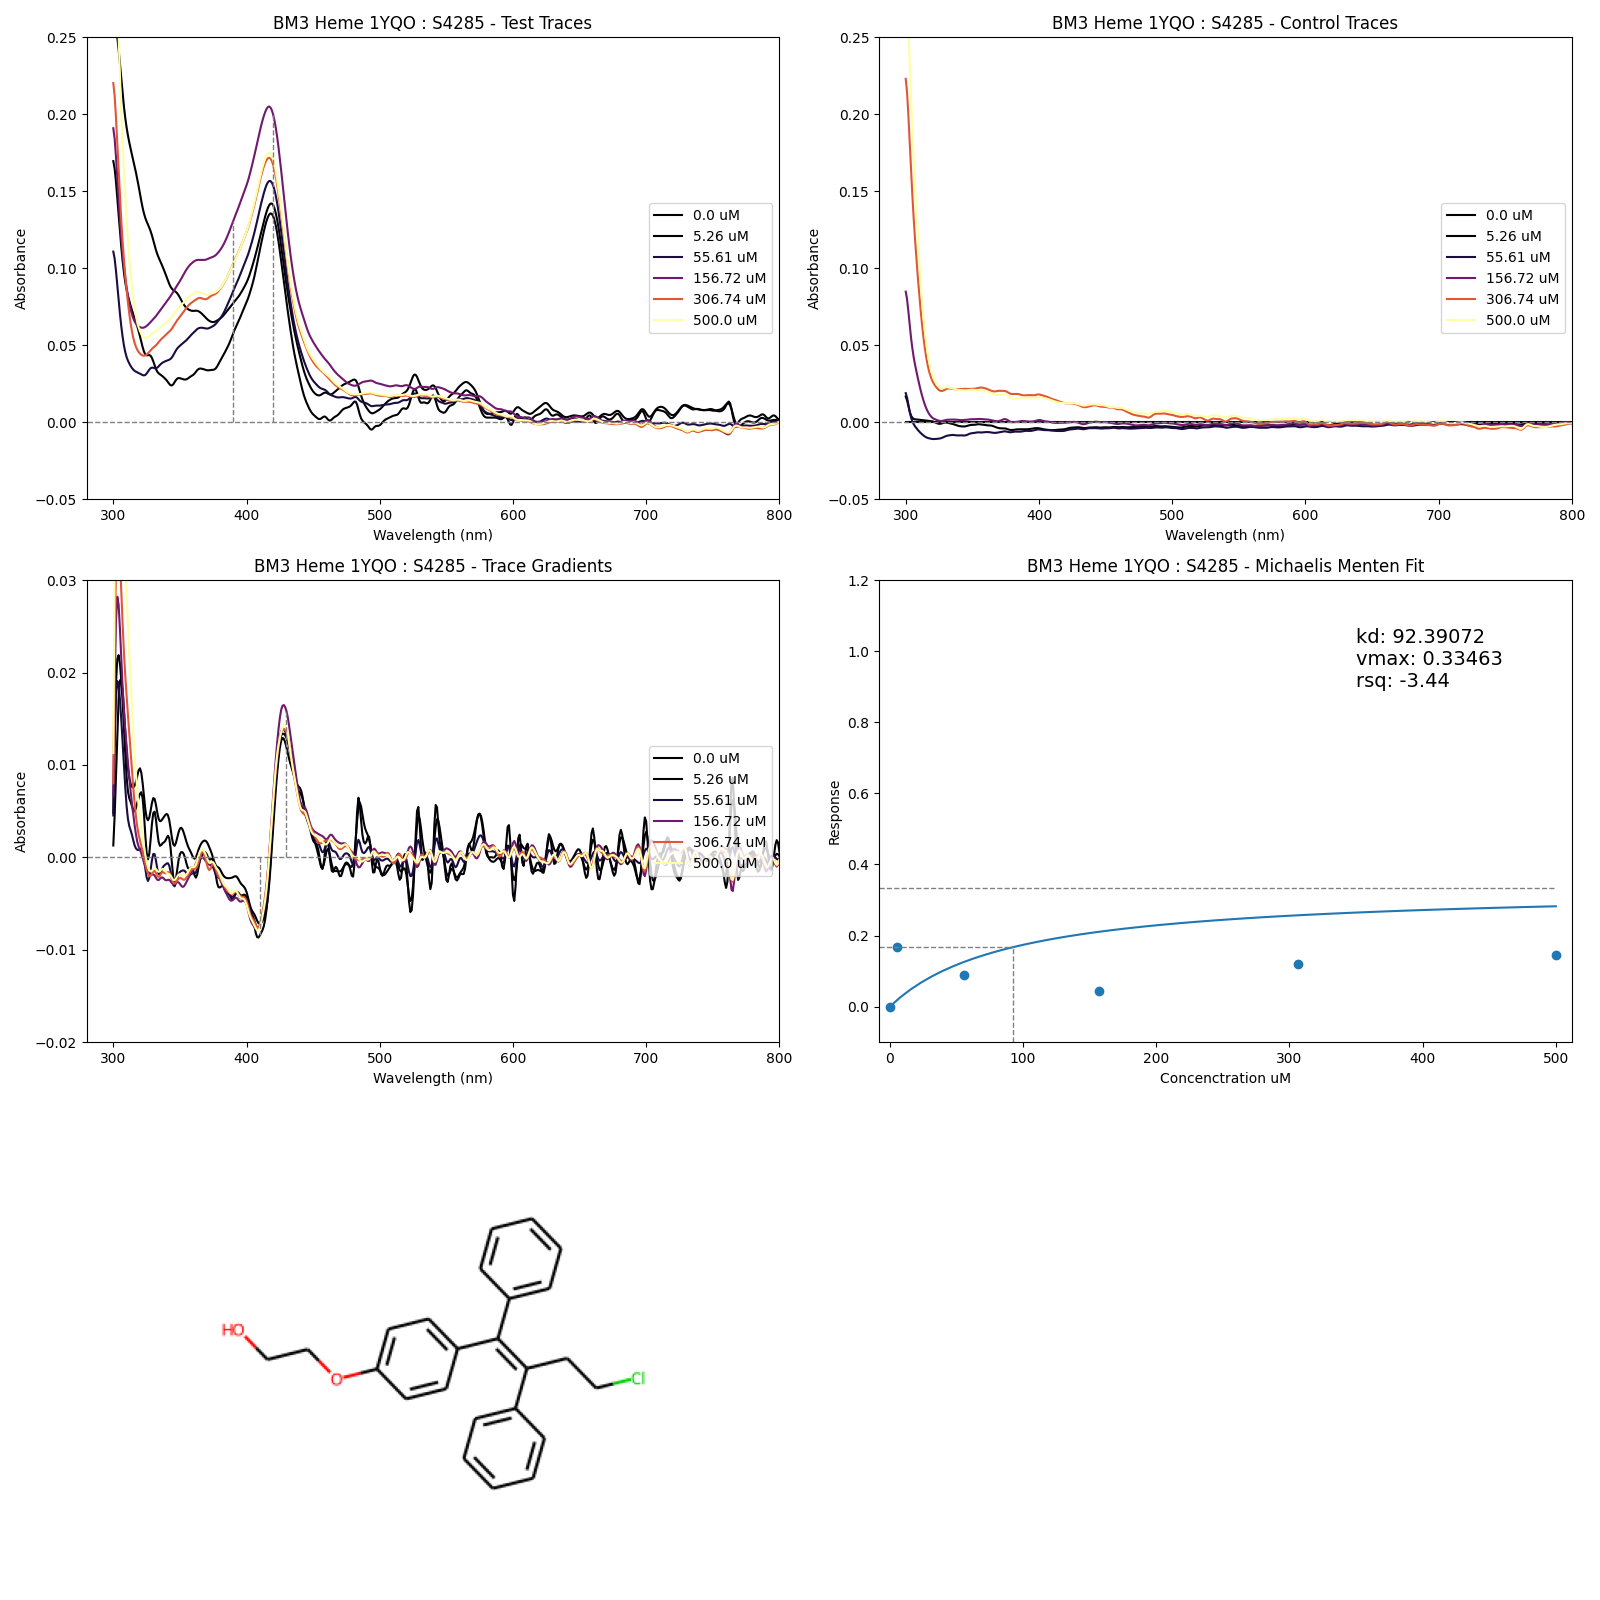 BM3 Heme 1YQO : S4285 - Test Traces
0.25
0.20
0.15
0.10
0.05
0.00
−0.05
Absorbance
300 400 500 600 700 800
Wavelength (nm)
0.0 uM
5.26 uM
55.61 uM
156.72 uM
306.74 uM
500.0 uM
BM3 Heme 1YQO : S4285 - Control Traces
0.25
0.20
0.15
0.10
0.05
0.00
−0.05
Absorbance
300 400 500 600 700 800
Wavelength (nm)
0.0 uM
5.26 uM
55.61 uM
156.72 uM
306.74 uM
500.0 uM
BM3 Heme 1YQO : S4285 - Trace Gradients
0.03
0.02
0.01
0.00
−0.01
−0.02
Absorbance
300 400 500 600 700 800
Wavelength (nm)
0.0 uM
5.26 uM
55.61 uM
156.72 uM
306.74 uM
500.0 uM
BM3 Heme 1YQO : S4285 - Michaelis Menten Fit
1.2
1.0
0.8
0.6
0.4
0.2
0.0
Response
kd: 92.39072
vmax: 0.33463
rsq: -3.44
0 100 200 300 400 500
Concenctration uM
HO
O
Cl